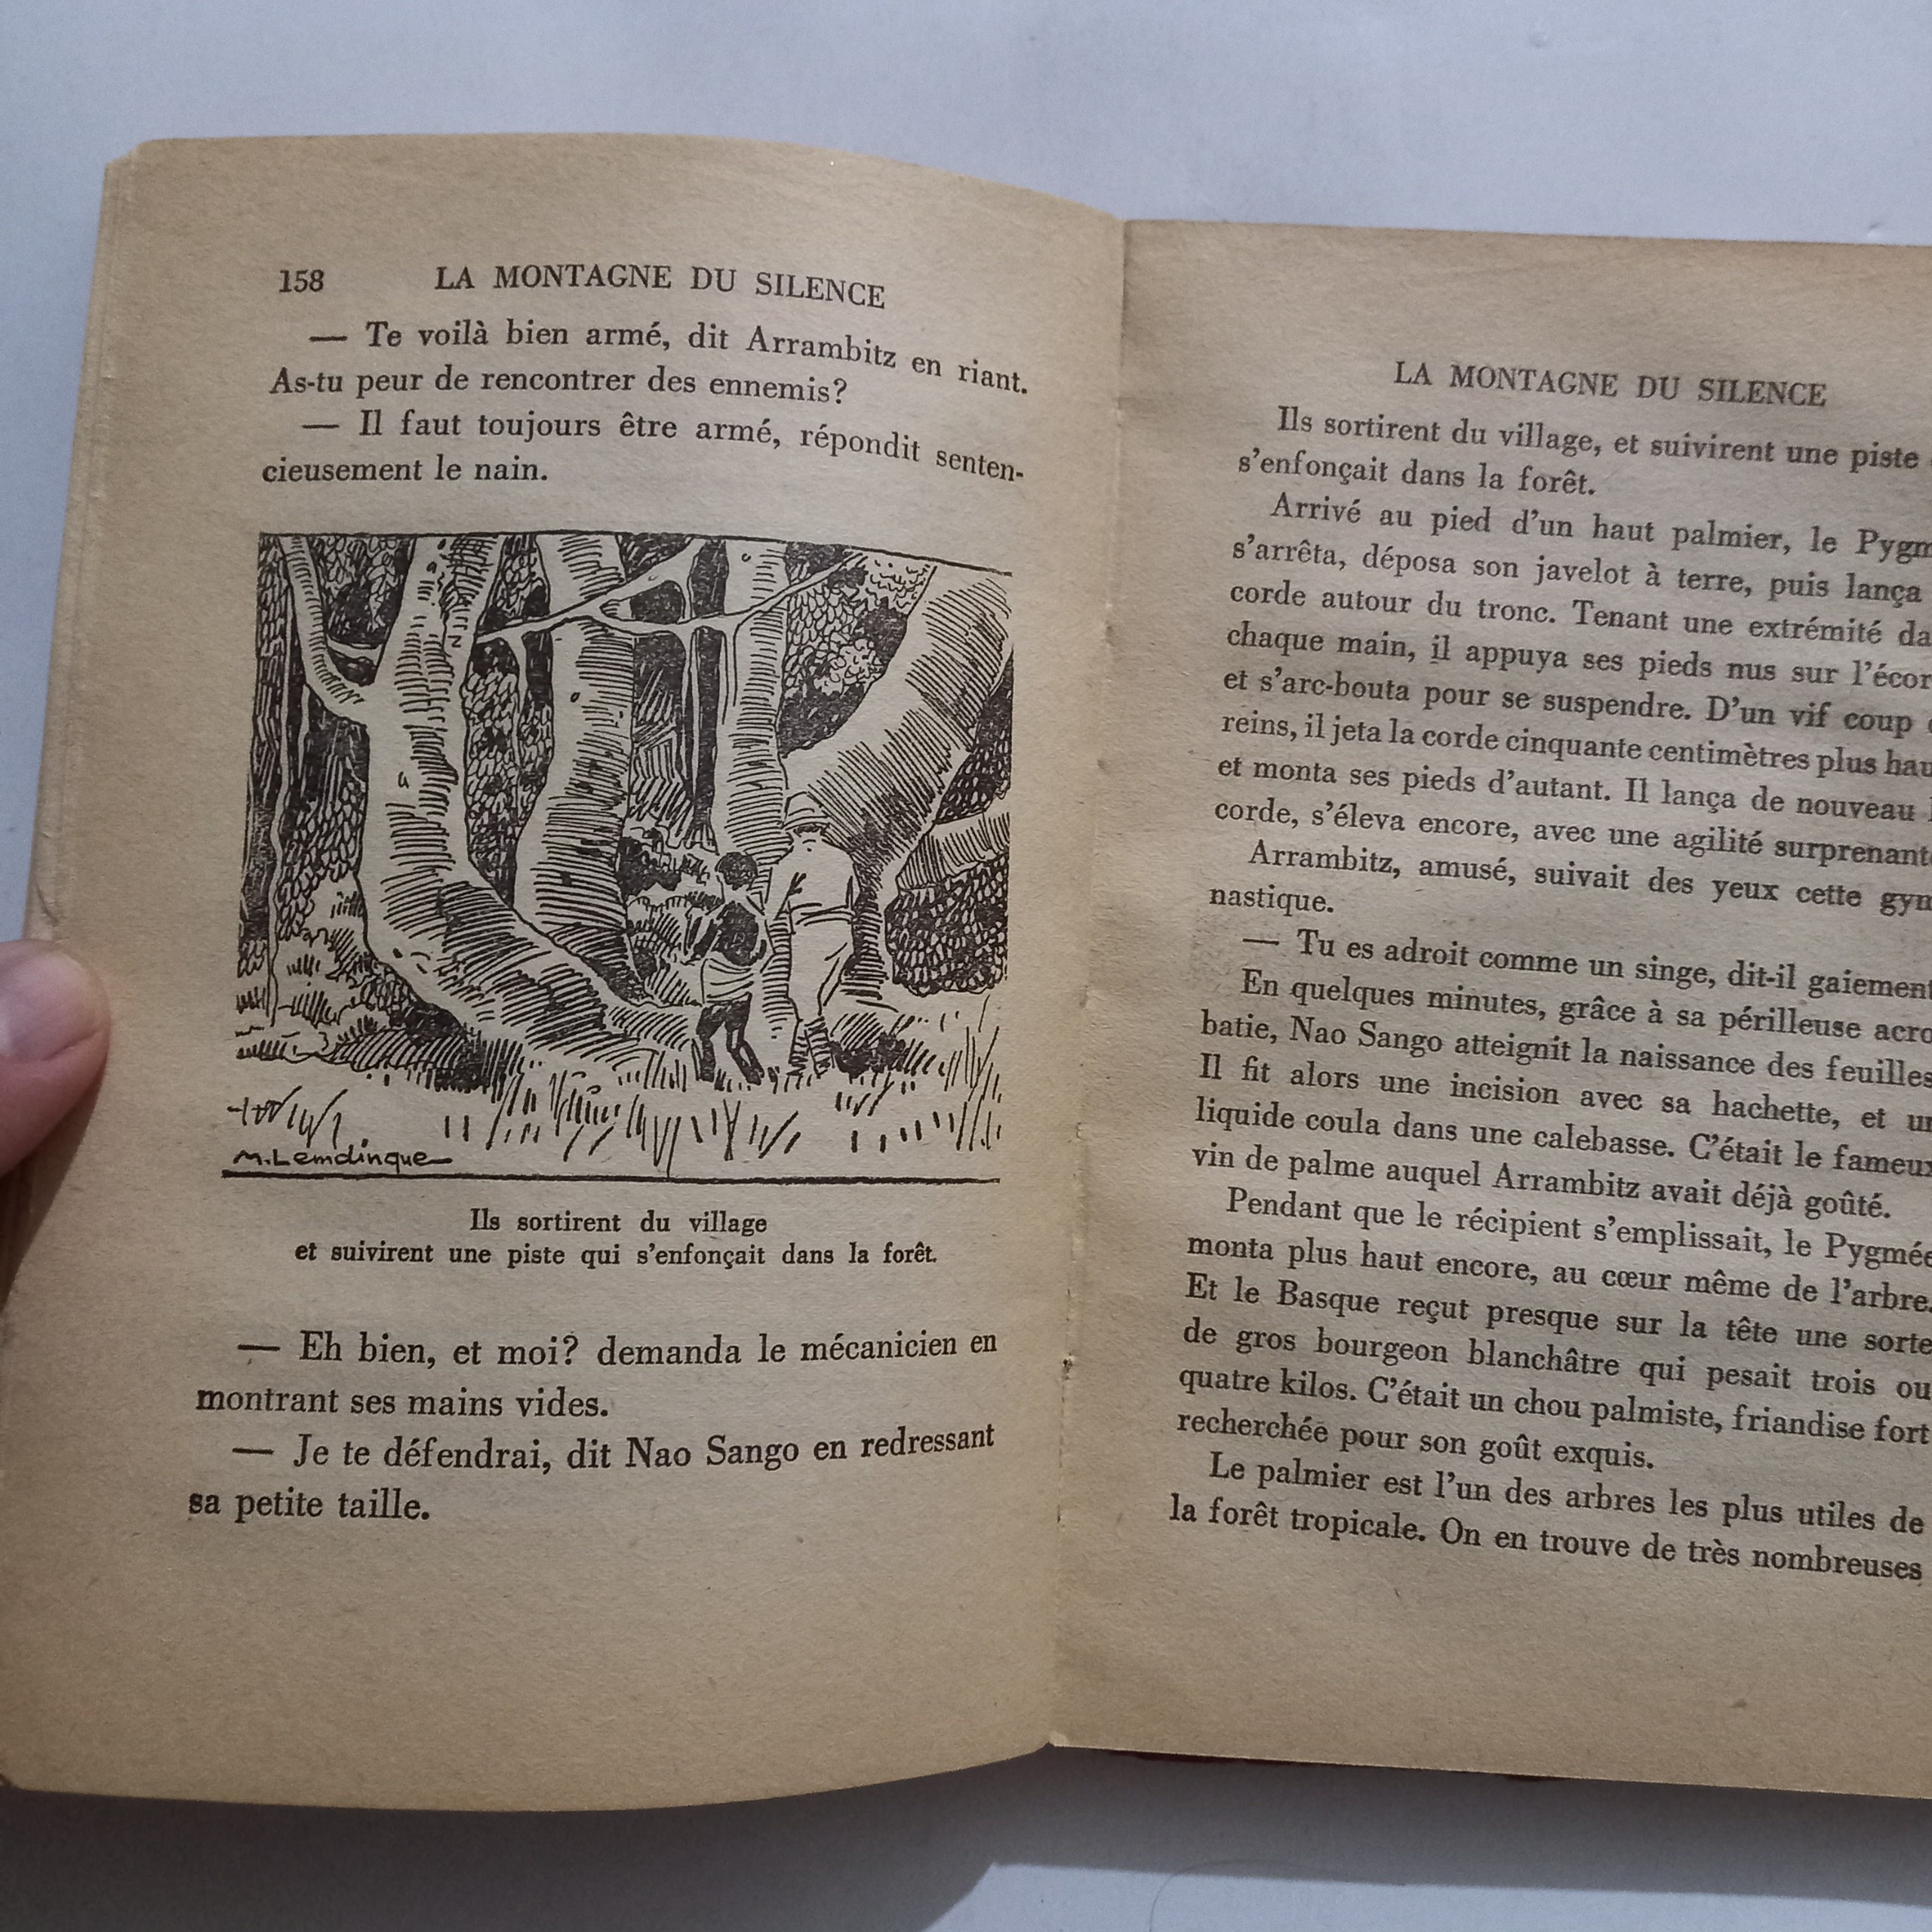 158 LA MONTAGNE DU SILENCE
— Te voilà bien armé, dit Arrambitz en riant.
As-tu peur de rencontrer des ennemis?
— Il faut toujours être armé, répondit senten-
cieusement le nain.
M. Lemainque
Ils sortirent du village
et suivirent une piste qui s'enfonçait dans la forêt.
— Eh bien, et moi? demanda le mécanicien en
montrant ses mains vides.
— Je te défendrai, dit Nao Sango en redressant
sa petite taille.
LA MONTAGNE DU SILENCE
Ils sortirent du village, et suivirent une piste
s'enfonçait dans la forêt.
Arrivé au pied d'un haut palmier, le
s'arrêta, déposa son javelot à terre, puis lança
corde autour du tronc. Tenant une extrémité
chaque main, il appuya ses pieds nus sur
et s'arc-bouta pour se suspendre. D'un vif coup
reins, il jeta la corde cinquante centimètres plus
et monta ses pieds d'autant. Il lança de nouveau
corde, s'éleva encore, avec une agilité
Arrambitz, amusé, suivait des yeux cette gym
nastique.
— Tu es adroit comme un singe, dit-il gaiement
En quelques minutes, grâce à sa périlleuse acro
batie, Nao Sango atteignit la naissance des feuilles
Il fit alors une incision avec sa hachette, et
liquide coula dans une calebasse. C'était le fameux
vin de palme auquel Arrambitz avait déjà goûté.
Pendant que le récipient s'emplissait, le Pygmée
monta plus haut encore, au cœur même de l'arbre.
Et le Basque reçut presque sur la tête une sorte
de gros bourgeon blanchâtre qui pesait trois ou
quatre kilos. C'était un chou palmiste, friandise fort
recherchée pour son goût exquis.
Le palmier est l'un des arbres les plus utiles de
la forêt tropicale. On en trouve de très nombreuses